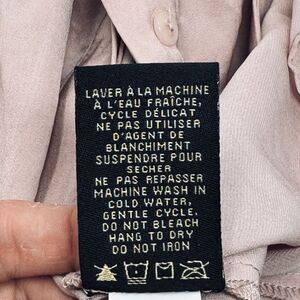 LAVER À LA MACHINE
À L'EAU FRAÎCHE,
CYCLE DÉLICAT
NE PAS UTILISER
D'AGENT DE
BLANCHIMENT
SUSPENDRE POUR
SECHER
NE PAS REPASSER
MACHINE WASH IN
COLD WATER,
GENTLE CYCLE.
DO NOT BLEACH
HANG TO DRY
DO NOT IRON